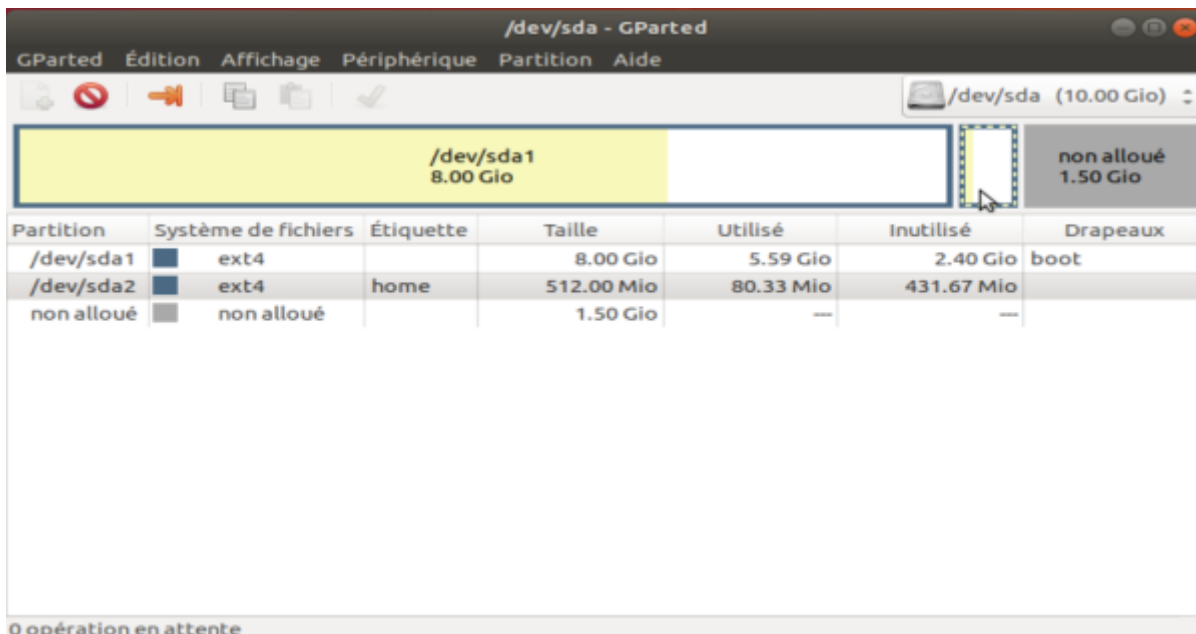 /dev/sda - GParted
GParted Édition Affichage Périphérique Partition Aide
/dev/sda (10.00 Gio)
/dev/sda1
8.00 Gio
non alloué
1.50 Gio
Partition Système de fichiers Étiquette Taille Utilisé Inutilisé Drapeaux
/dev/sda1 ext4 8.00 Gio 5.59 Gio 2.40 Gio boot
/dev/sda2 ext4 home 512.00 Mio 80.33 Mio 431.67 Mio
non alloué non alloué 1.50 Gio --- ---
0 opération en attente